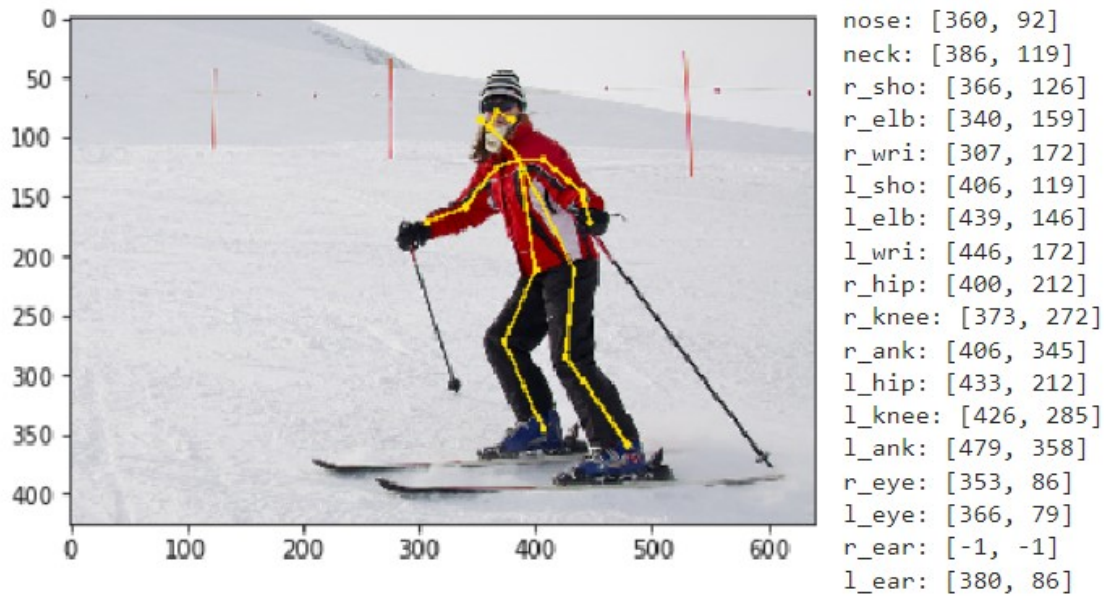 0
50
100
150
200
250
300
350
400
0 100 200 300 400 500 600
nose: [360, 92]
neck: [386, 119]
r_sho: [366, 126]
r_elb: [340, 159]
r_wri: [307, 172]
l_sho: [406, 119]
l_elb: [439, 146]
l_wri: [446, 172]
r_hip: [400, 212]
r_knee: [373, 272]
r_ank: [406, 345]
l_hip: [433, 212]
l_knee: [426, 285]
l_ank: [479, 358]
r_eye: [353, 86]
l_eye: [366, 79]
r_ear: [-1, -1]
l_ear: [380, 86]